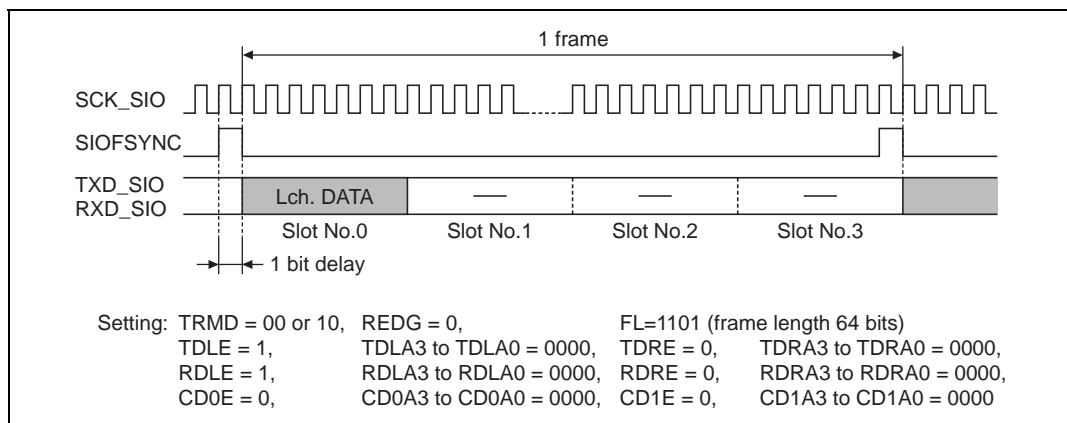 1 frame
SCK_SIO
SIOFSYNC
TXD_SIO
RXD_SIO
Lch. DATA
Slot No.0 Slot No.1 Slot No.2 Slot No.3
1 bit delay
Setting: TRMD = 00 or 10, REDG = 0, FL=1101 (frame length 64 bits)
TDLE = 1, TDLA3 to TDLA0 = 0000, TDRE = 0, TDRA3 to TDRA0 = 0000,
RDLE = 1, RDLA3 to RDLA0 = 0000, RDRE = 0, RDRA3 to RDRA0 = 0000,
CD0E = 0, CD0A3 to CD0A0 = 0000, CD1E = 0, CD1A3 to CD1A0 = 0000